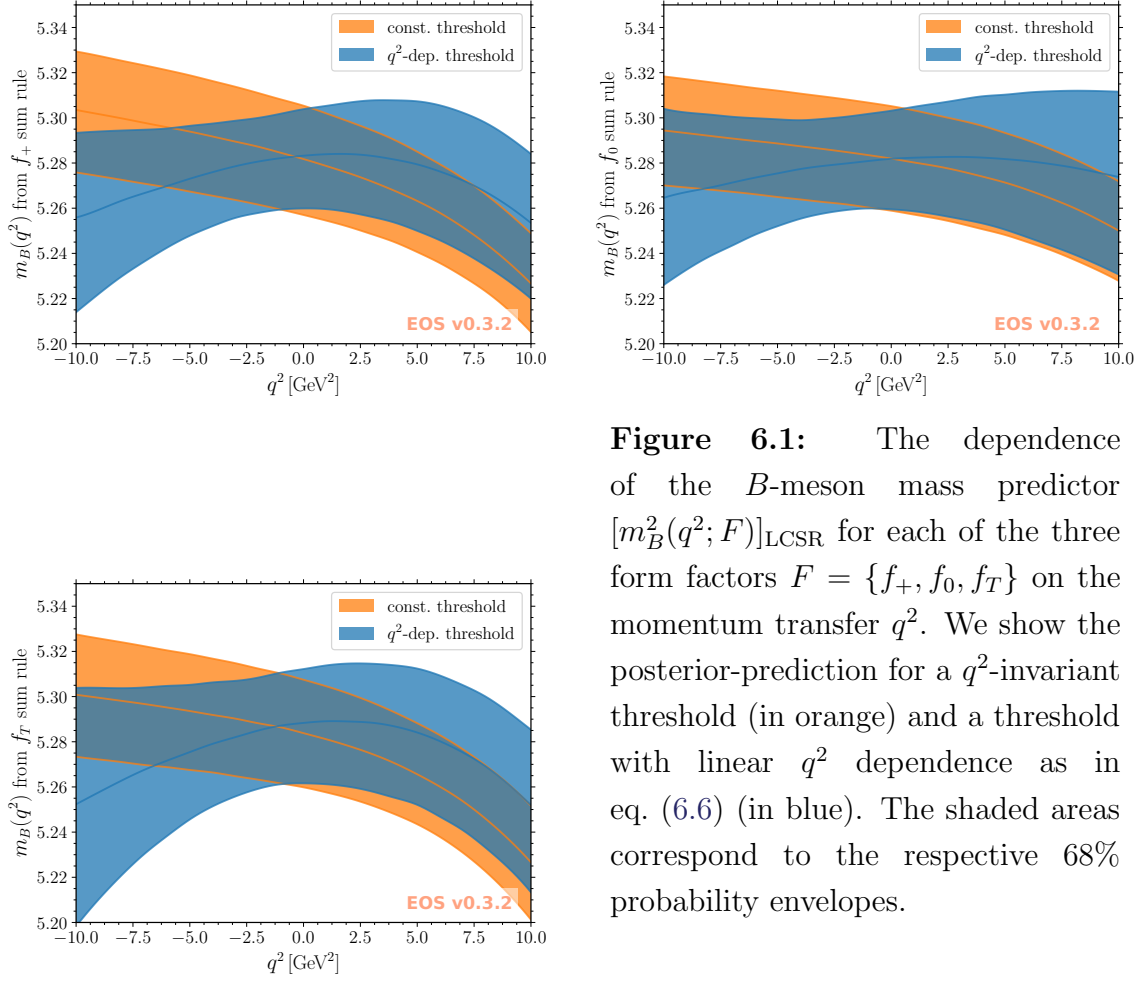 5.34
5.32
5.30
5.28
5.26
5.24
5.22
5.20
m_B(q²) from f_+ sum rule
const. threshold
q²-dep. threshold
EOS v0.3.2
−10.0 −7.5 −5.0 −2.5 0.0 2.5 5.0 7.5 10.0
q² [GeV²]
5.34
5.32
5.30
5.28
5.26
5.24
5.22
5.20
m_B(q²) from f_0 sum rule
const. threshold
q²-dep. threshold
EOS v0.3.2
−10.0 −7.5 −5.0 −2.5 0.0 2.5 5.0 7.5 10.0
q² [GeV²]
Figure 6.1: The dependence
of the B-meson mass predictor
[m_B²(q²; F)]_LCSR for each of the three
form factors F = {f_+, f_0, f_T} on the
momentum transfer q². We show the
posterior-prediction for a q²-invariant
threshold (in orange) and a threshold
with linear q² dependence as in
eq. (6.6) (in blue). The shaded areas
correspond to the respective 68%
probability envelopes.
5.34
5.32
5.30
5.28
5.26
5.24
5.22
5.20
m_B(q²) from f_T sum rule
const. threshold
q²-dep. threshold
EOS v0.3.2
−10.0 −7.5 −5.0 −2.5 0.0 2.5 5.0 7.5 10.0
q² [GeV²]